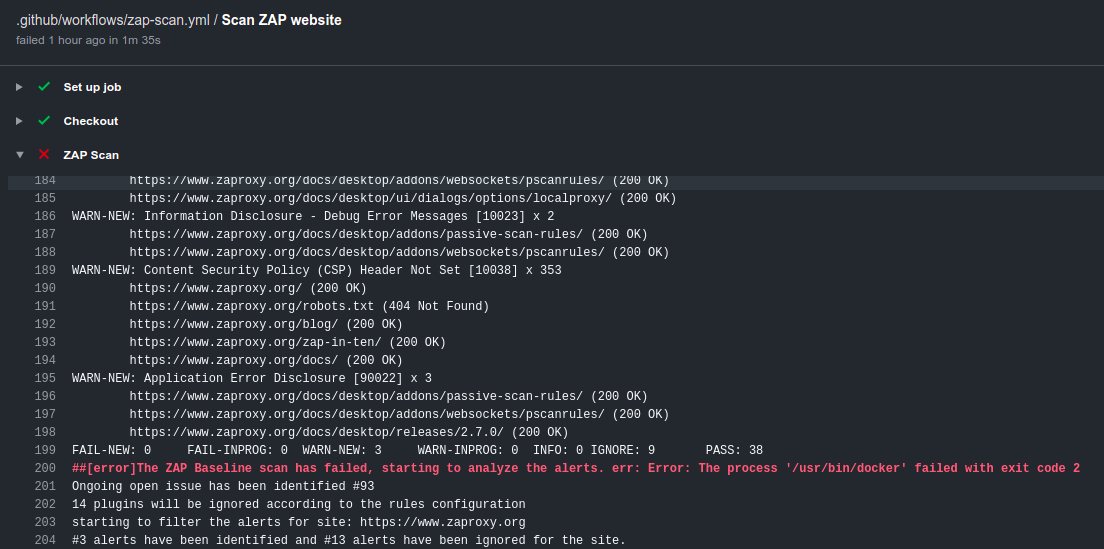 .github/workflows/zap-scan.yml / Scan ZAP website
failed 1 hour ago in 1m 35s
Set up job
Checkout
ZAP Scan
184 https://www.zaproxy.org/docs/desktop/addons/websockets/pscanrules/ (200 OK)
185 https://www.zaproxy.org/docs/desktop/ui/dialogs/options/localproxy/ (200 OK)
186 WARN-NEW: Information Disclosure - Debug Error Messages [10023] x 2
187 https://www.zaproxy.org/docs/desktop/addons/passive-scan-rules/ (200 OK)
188 https://www.zaproxy.org/docs/desktop/addons/websockets/pscanrules/ (200 OK)
189 WARN-NEW: Content Security Policy (CSP) Header Not Set [10038] x 353
190 https://www.zaproxy.org/ (200 OK)
191 https://www.zaproxy.org/robots.txt (404 Not Found)
192 https://www.zaproxy.org/blog/ (200 OK)
193 https://www.zaproxy.org/zap-in-ten/ (200 OK)
194 https://www.zaproxy.org/docs/ (200 OK)
195 WARN-NEW: Application Error Disclosure [90022] x 3
196 https://www.zaproxy.org/docs/desktop/addons/passive-scan-rules/ (200 OK)
197 https://www.zaproxy.org/docs/desktop/addons/websockets/pscanrules/ (200 OK)
198 https://www.zaproxy.org/docs/desktop/releases/2.7.0/ (200 OK)
199 FAIL-NEW: 0 FAIL-INPROG: 0 WARN-NEW: 3 WARN-INPROG: 0 INFO: 0 IGNORE: 9 PASS: 38
200 ##[error]The ZAP Baseline scan has failed, starting to analyze the alerts. err: Error: The process '/usr/bin/docker' failed with exit code 2
201 Ongoing open issue has been identified #93
202 14 plugins will be ignored according to the rules configuration
203 starting to filter the alerts for site: https://www.zaproxy.org
204 #3 alerts have been identified and #13 alerts have been ignored for the site.